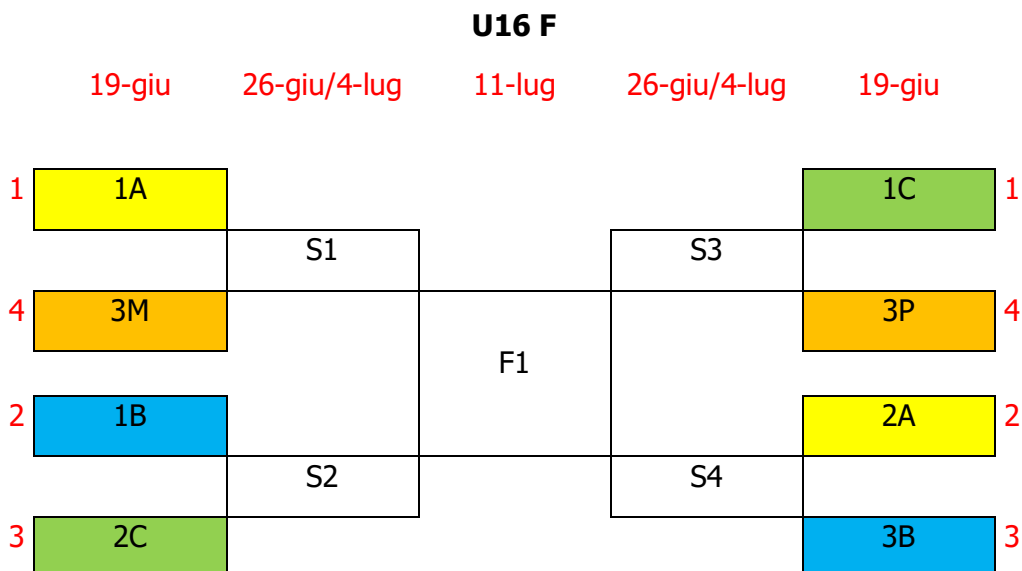 U16 F
19-giu 26-giu/4-lug 11-lug 26-giu/4-lug 19-giu
1 1A 1C 1
S1 S3
4 3M 3P 4
F1
2 1B 2A 2
S2 S4
3 2C 3B 3